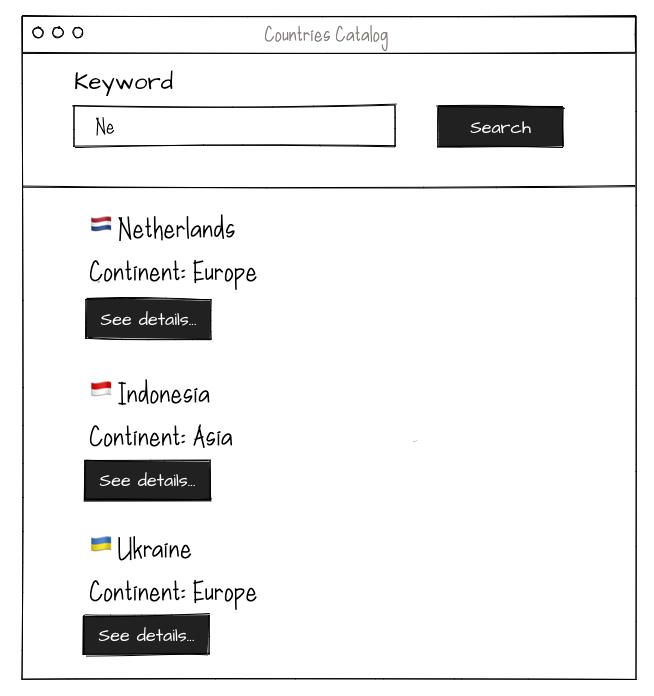 Countries Catalog
Keyword
Ne
Search
Netherlands
Continent: Europe
See details...
Indonesia
Continent: Asia
See details...
Ukraine
Continent: Europe
See details...